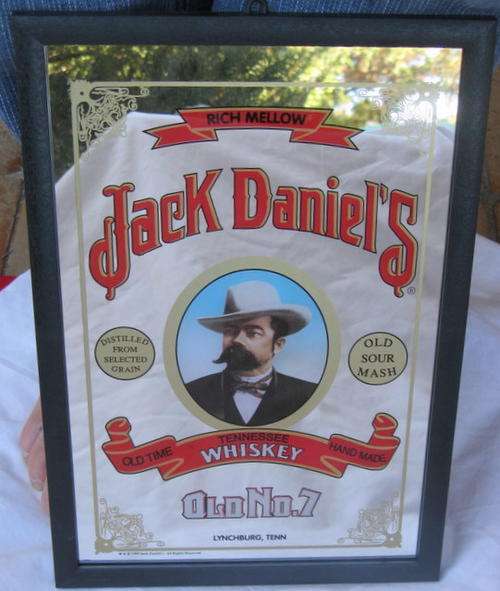 RICH MELLOW
Jack Daniel's
®
DISTILLED
FROM
SELECTED
GRAIN
OLD
SOUR
MASH
OLD TIME
TENNESSEE
WHISKEY
HAND MADE
OLD No.7
LYNCHBURG, TENN